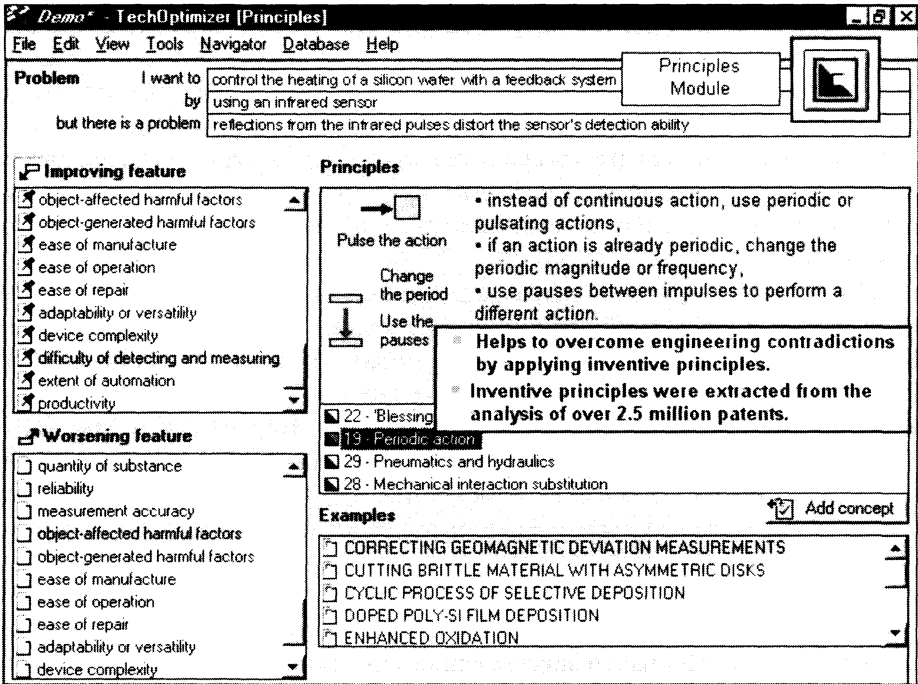 Demo* - TechOptimizer [Principles]
File Edit View Tools Navigator Database Help
Problem
I want to control the heating of a silicon wafer with a feedback system
by using an infrared sensor
but there is a problem reflections from the infrared pulses distort the sensor's detection ability
Principles
Module
Improving feature
object-affected harmful factors
object-generated harmful factors
ease of manufacture
ease of operation
ease of repair
adaptability or versatility
device complexity
difficulty of detecting and measuring
extent of automation
productivity
Worsening feature
quantity of substance
reliability
measurement accuracy
object-affected harmful factors
object-generated harmful factors
ease of manufacture
ease of operation
ease of repair
adaptability or versatility
device complexity
Principles
Pulse the action
Change
the period
Use the
pauses
• instead of continuous action, use periodic or
pulsating actions,
• if an action is already periodic, change the
periodic magnitude or frequency,
• use pauses between impulses to perform a
different action.
Helps to overcome engineering contradictions
by applying inventive principles.
Inventive principles were extracted from the
analysis of over 2.5 million patents.
22 - 'Blessing
19 - Periodic action
29 - Pneumatics and hydraulics
28 - Mechanical interaction substitution
Add concept
Examples
CORRECTING GEOMAGNETIC DEVIATION MEASUREMENTS
CUTTING BRITTLE MATERIAL WITH ASYMMETRIC DISKS
CYCLIC PROCESS OF SELECTIVE DEPOSITION
DOPED POLY-SI FILM DEPOSITION
ENHANCED OXIDATION